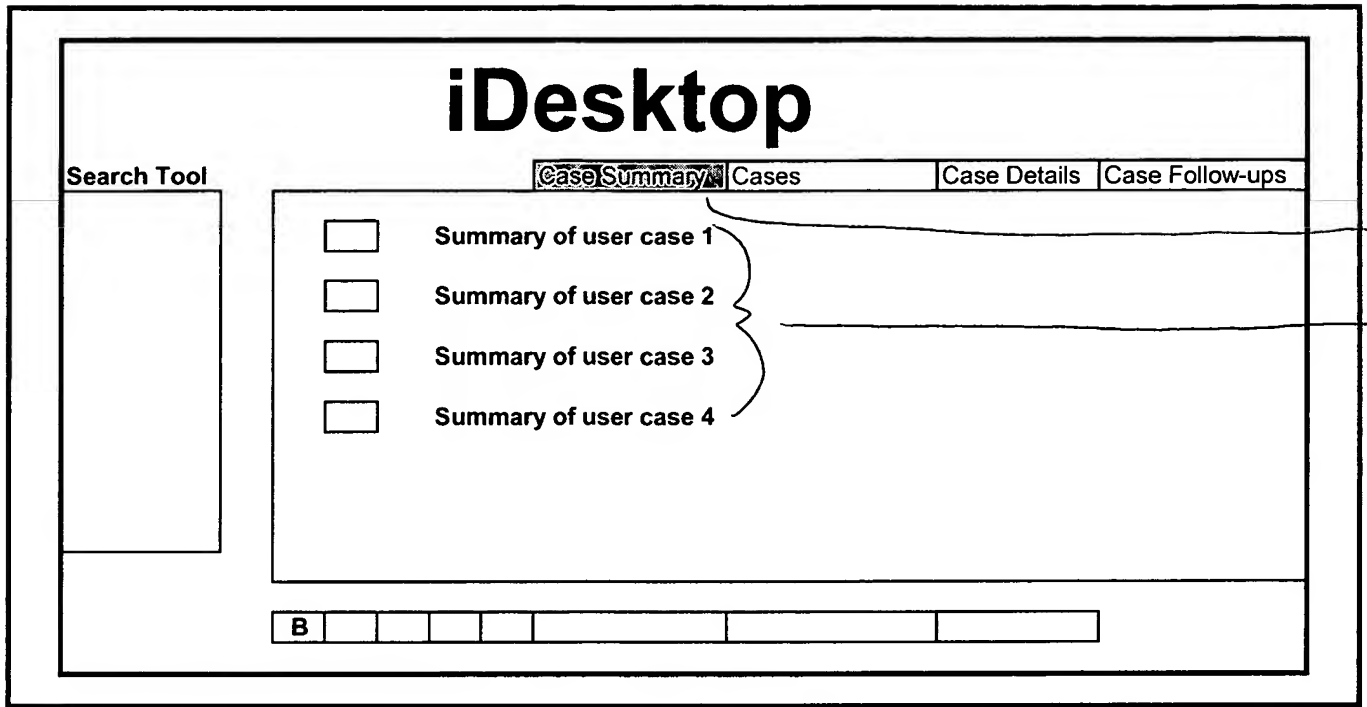 iDesktop
Search Tool
Case Summary Cases Case Details Case Follow-ups
Summary of user case 1
Summary of user case 2
Summary of user case 3
Summary of user case 4
B